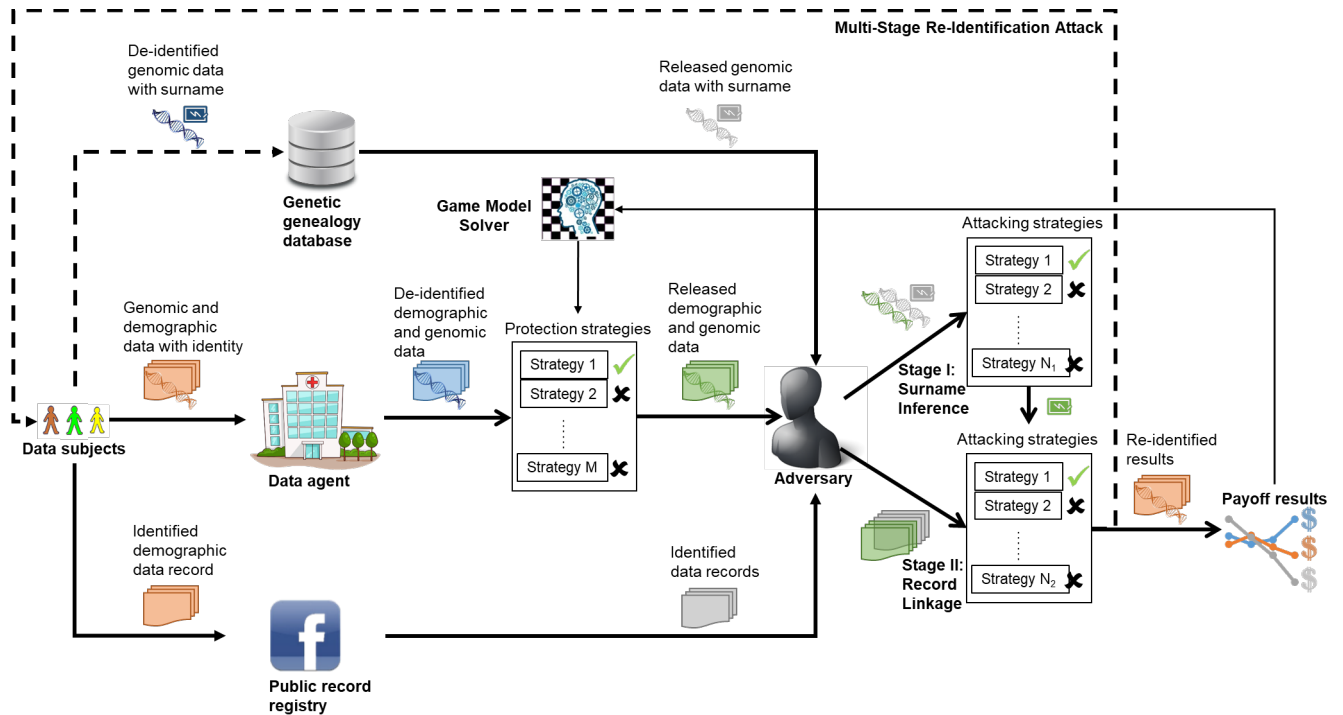 Multi-Stage Re-Identification Attack
De-identified
genomic data
with surname
Released genomic
data with surname
Genetic
genealogy
database
Game Model
Solver
Attacking strategies
Strategy 1
Strategy 2
Strategy N1
Genomic and
demographic
data with identity
De-identified
demographic
and genomic
data
Protection strategies
Strategy 1
Strategy 2
Strategy M
Released
demographic
and genomic
data
Stage I:
Surname
Inference
Data subjects
Data agent
Adversary
Attacking strategies
Strategy 1
Strategy 2
Strategy N2
Re-identified
results
Payoff results
$
$
$
Identified
demographic
data record
Identified
data records
Stage II:
Record
Linkage
f
Public record
registry